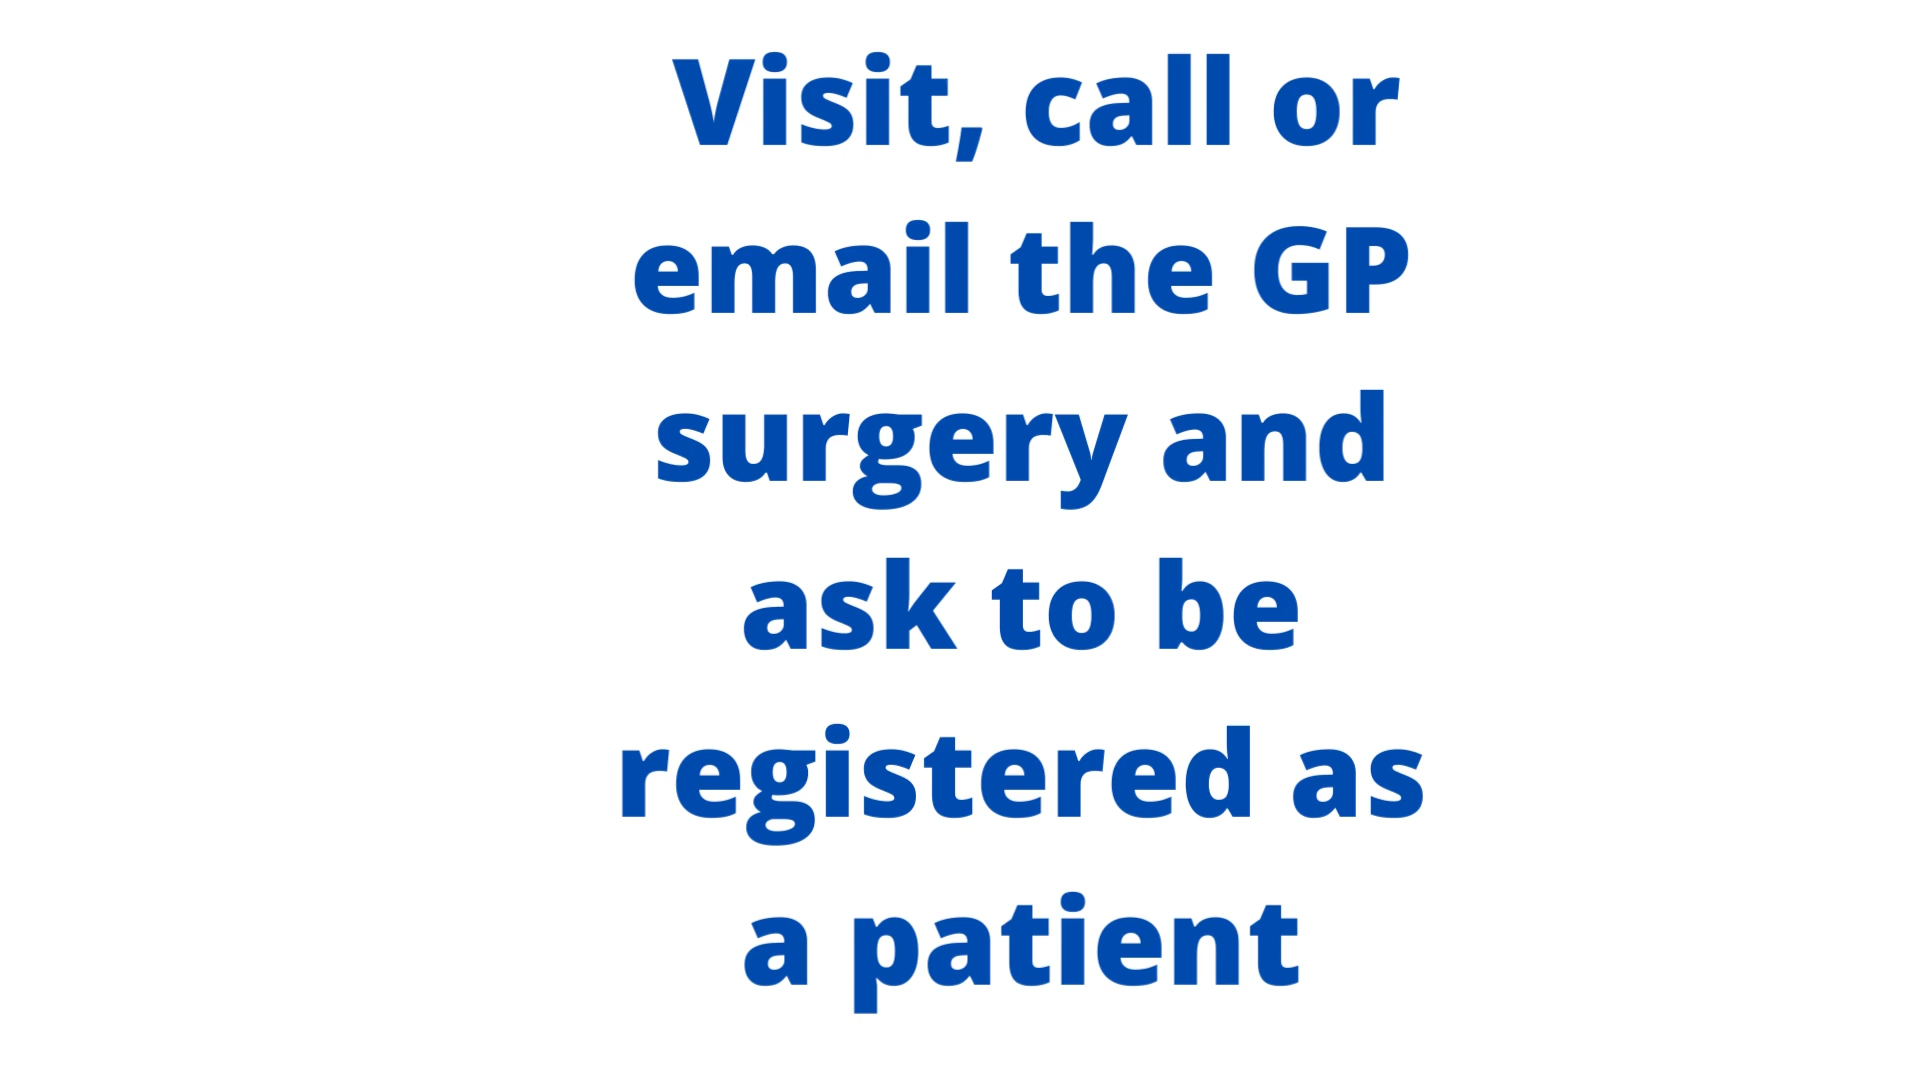 Visit, call or
email the GP
surgery and
ask to be
registered as
a patient